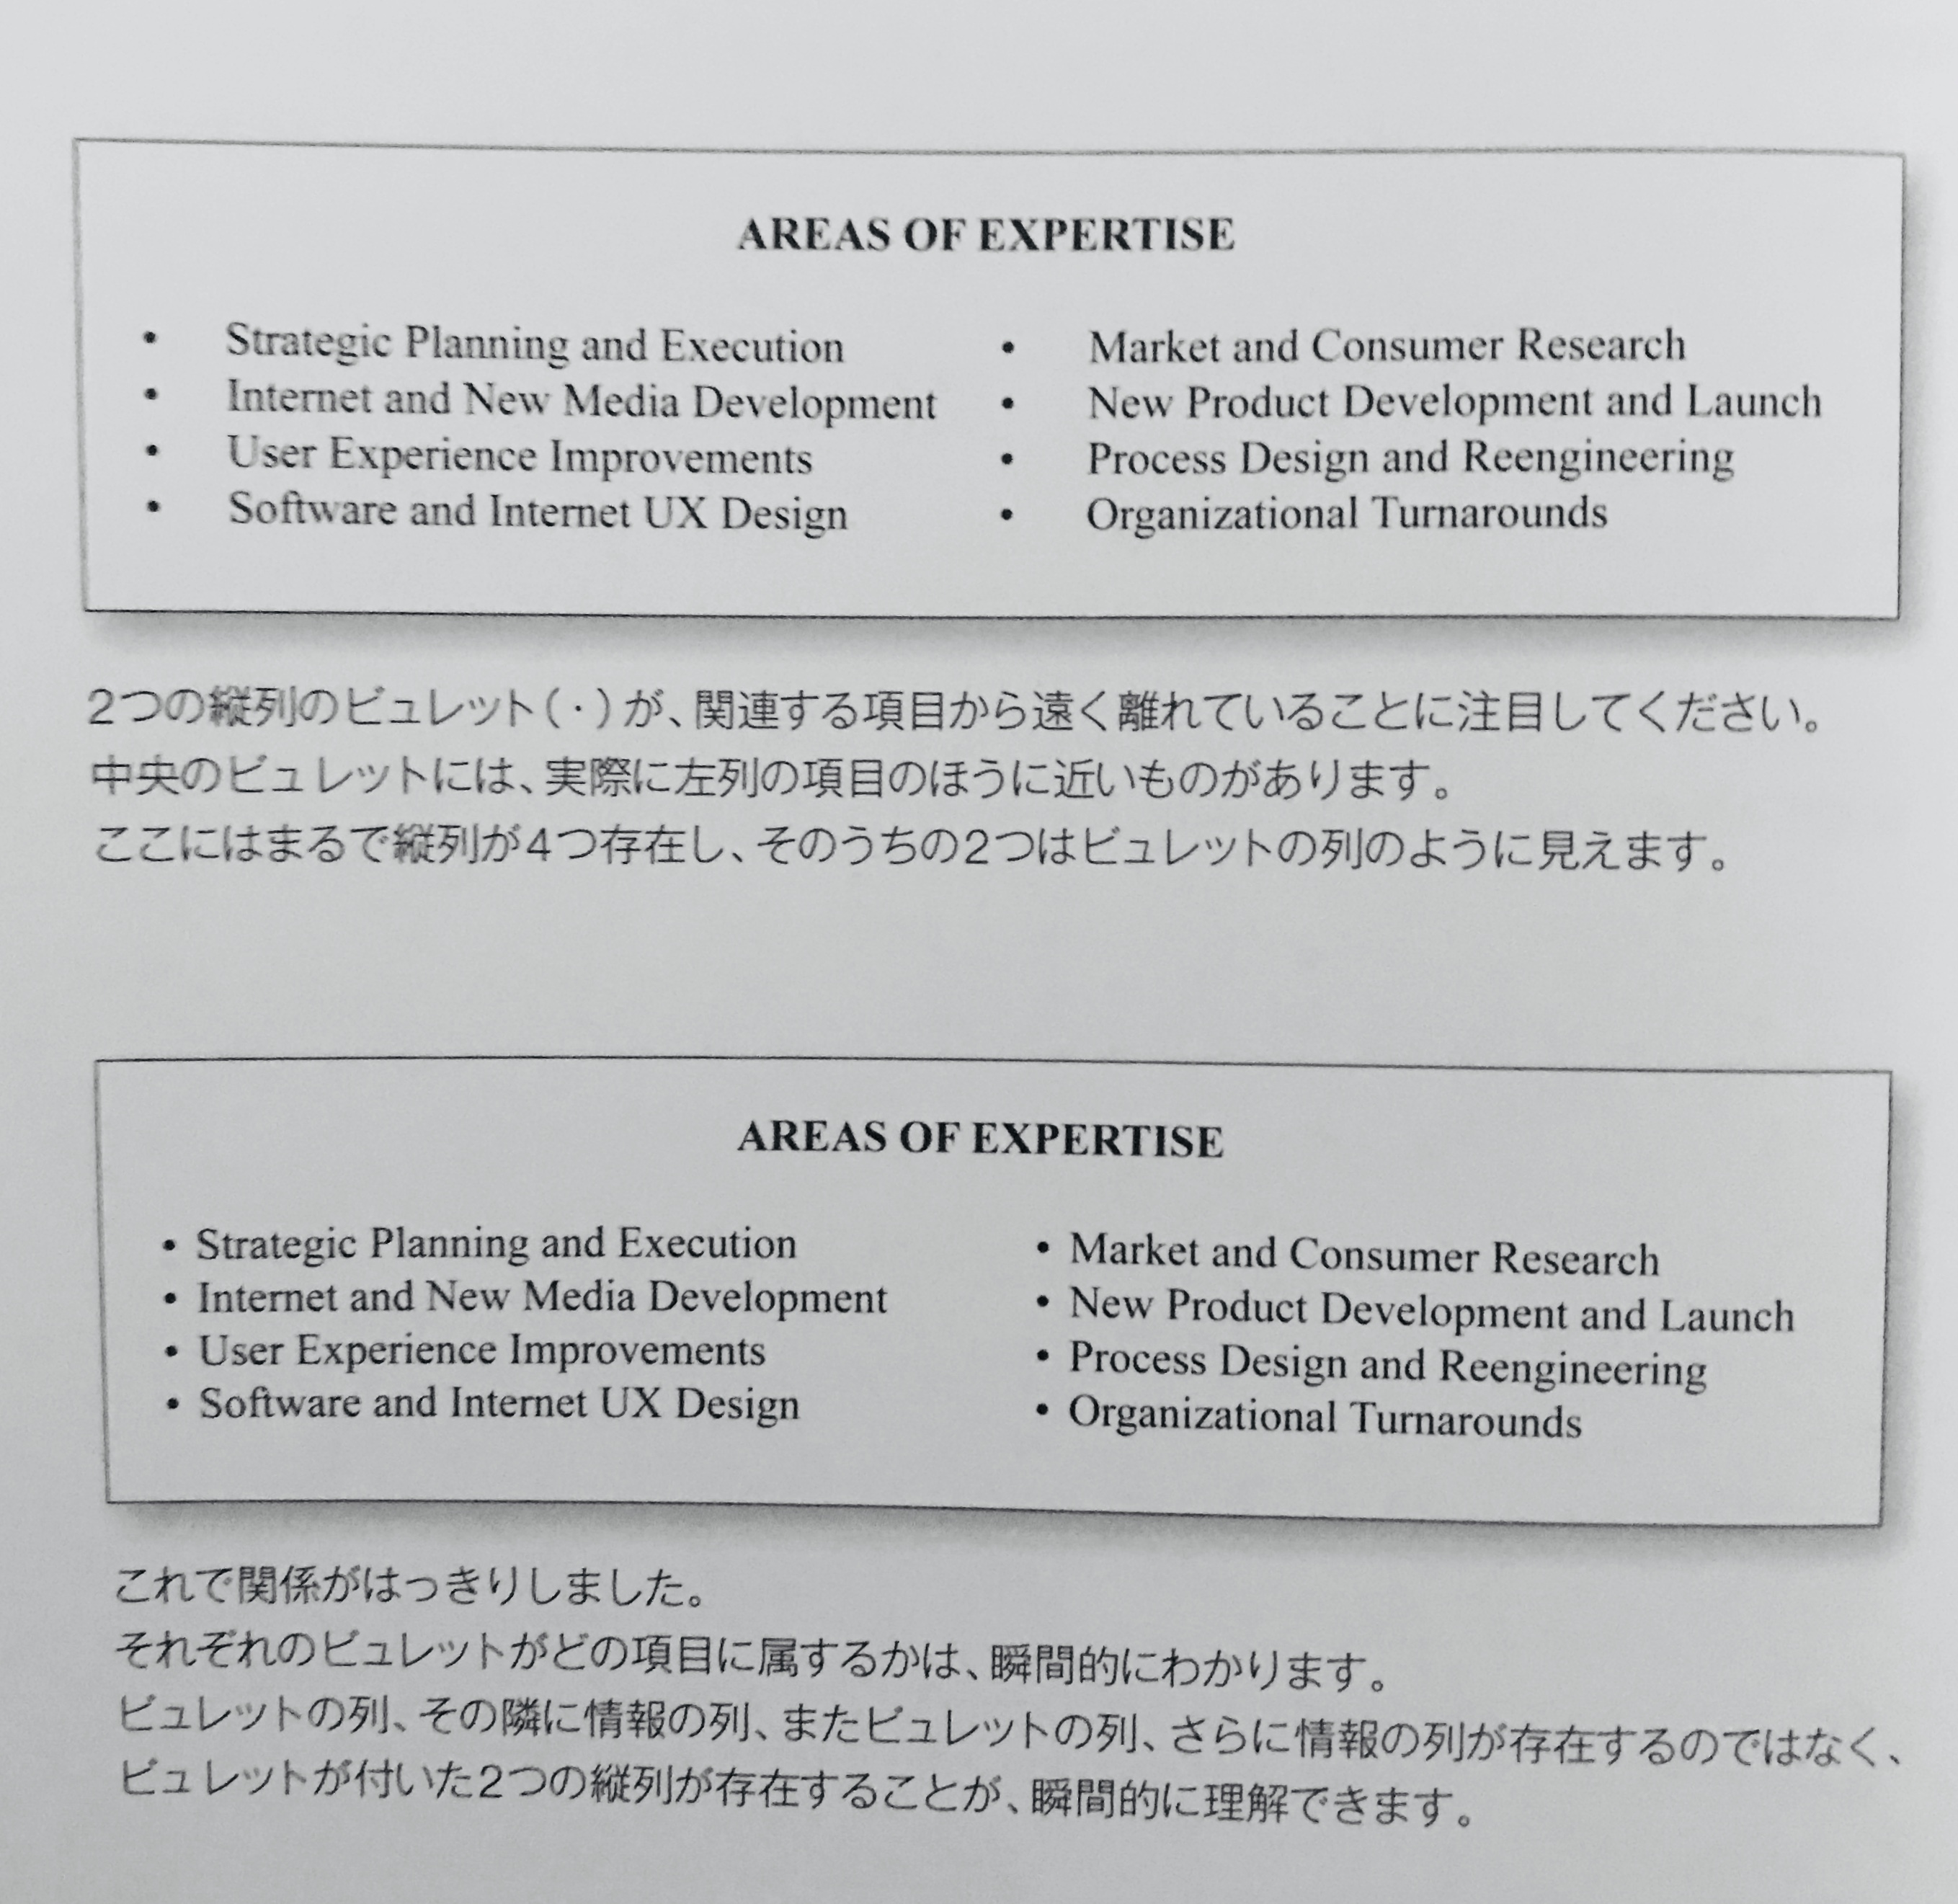 AREAS OF EXPERTISE
• Strategic Planning and Execution • Market and Consumer Research
• Internet and New Media Development • New Product Development and Launch
• User Experience Improvements • Process Design and Reengineering
• Software and Internet UX Design • Organizational Turnarounds
2つの縦列のビュレット(・)が、関連する項目から遠く離れていることに注目してください。
中央のビュレットには、実際に左列の項目のほうに近いものがあります。
ここにはまるで縦列が4つ存在し、そのうちの2つはビュレットの列のように見えます。
AREAS OF EXPERTISE
• Strategic Planning and Execution • Market and Consumer Research
• Internet and New Media Development • New Product Development and Launch
• User Experience Improvements • Process Design and Reengineering
• Software and Internet UX Design • Organizational Turnarounds
これで関係がはっきりしました。
それぞれのビュレットがどの項目に属するかは、瞬間的にわかります。
ビュレットの列、その隣に情報の列、またビュレットの列、さらに情報の列が存在するのではなく、
ビュレットが付いた2つの縦列が存在することが、瞬間的に理解できます。